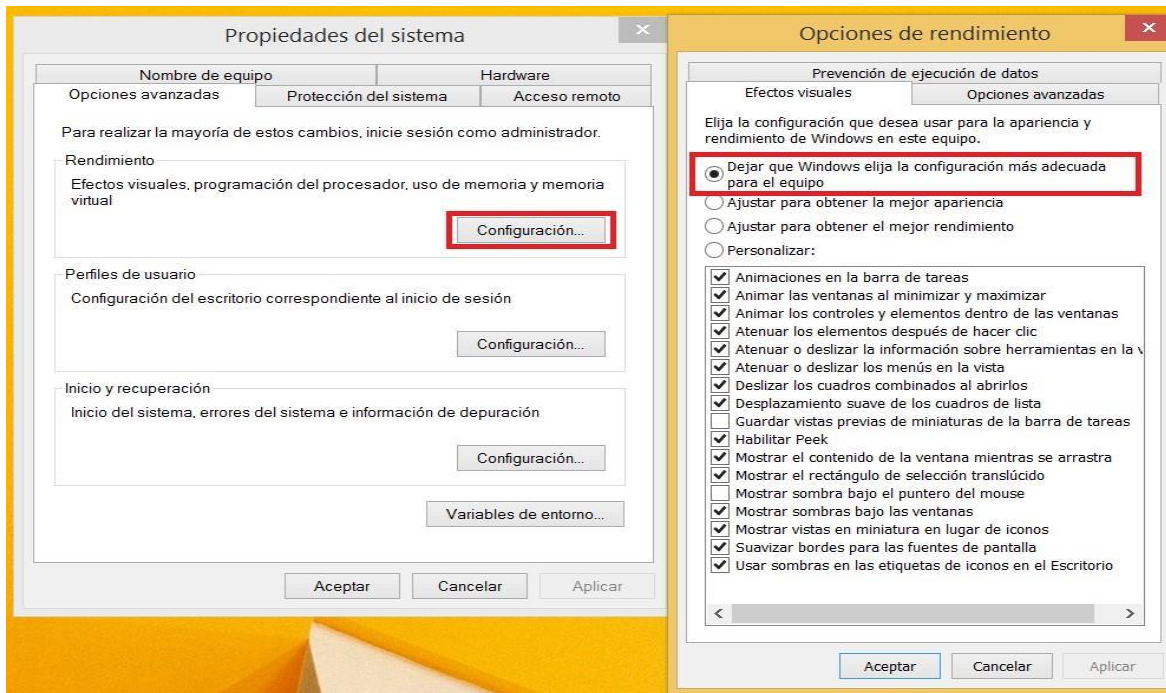 Propiedades del sistema
Nombre de equipo
Hardware
Opciones avanzadas
Protección del sistema
Acceso remoto
Para realizar la mayoría de estos cambios, inicie sesión como administrador.
Rendimiento
Efectos visuales, programación del procesador, uso de memoria y memoria
virtual
Configuración...
Perfiles de usuario
Configuración del escritorio correspondiente al inicio de sesión
Configuración...
Inicio y recuperación
Inicio del sistema, errores del sistema e información de depuración
Configuración...
Variables de entorno...
Aceptar
Cancelar
Aplicar
Opciones de rendimiento
Prevención de ejecución de datos
Efectos visuales
Opciones avanzadas
Elija la configuración que desea usar para la apariencia y
rendimiento de Windows en este equipo.
Dejar que Windows elija la configuración más adecuada
para el equipo
Ajustar para obtener la mejor apariencia
Ajustar para obtener el mejor rendimiento
Personalizar:
Animaciones en la barra de tareas
Animar las ventanas al minimizar y maximizar
Animar los controles y elementos dentro de las ventanas
Atenuar los elementos después de hacer clic
Atenuar o deslizar la información sobre herramientas en la v
Atenuar o deslizar los menús en la vista
Deslizar los cuadros combinados al abrirlos
Desplazamiento suave de los cuadros de lista
Guardar vistas previas de miniaturas de la barra de tareas
Habilitar Peek
Mostrar el contenido de la ventana mientras se arrastra
Mostrar el rectángulo de selección translúcido
Mostrar sombra bajo el puntero del mouse
Mostrar sombras bajo las ventanas
Mostrar vistas en miniatura en lugar de iconos
Suavizar bordes para las fuentes de pantalla
Usar sombras en las etiquetas de iconos en el Escritorio
Aceptar
Cancelar
Aplicar